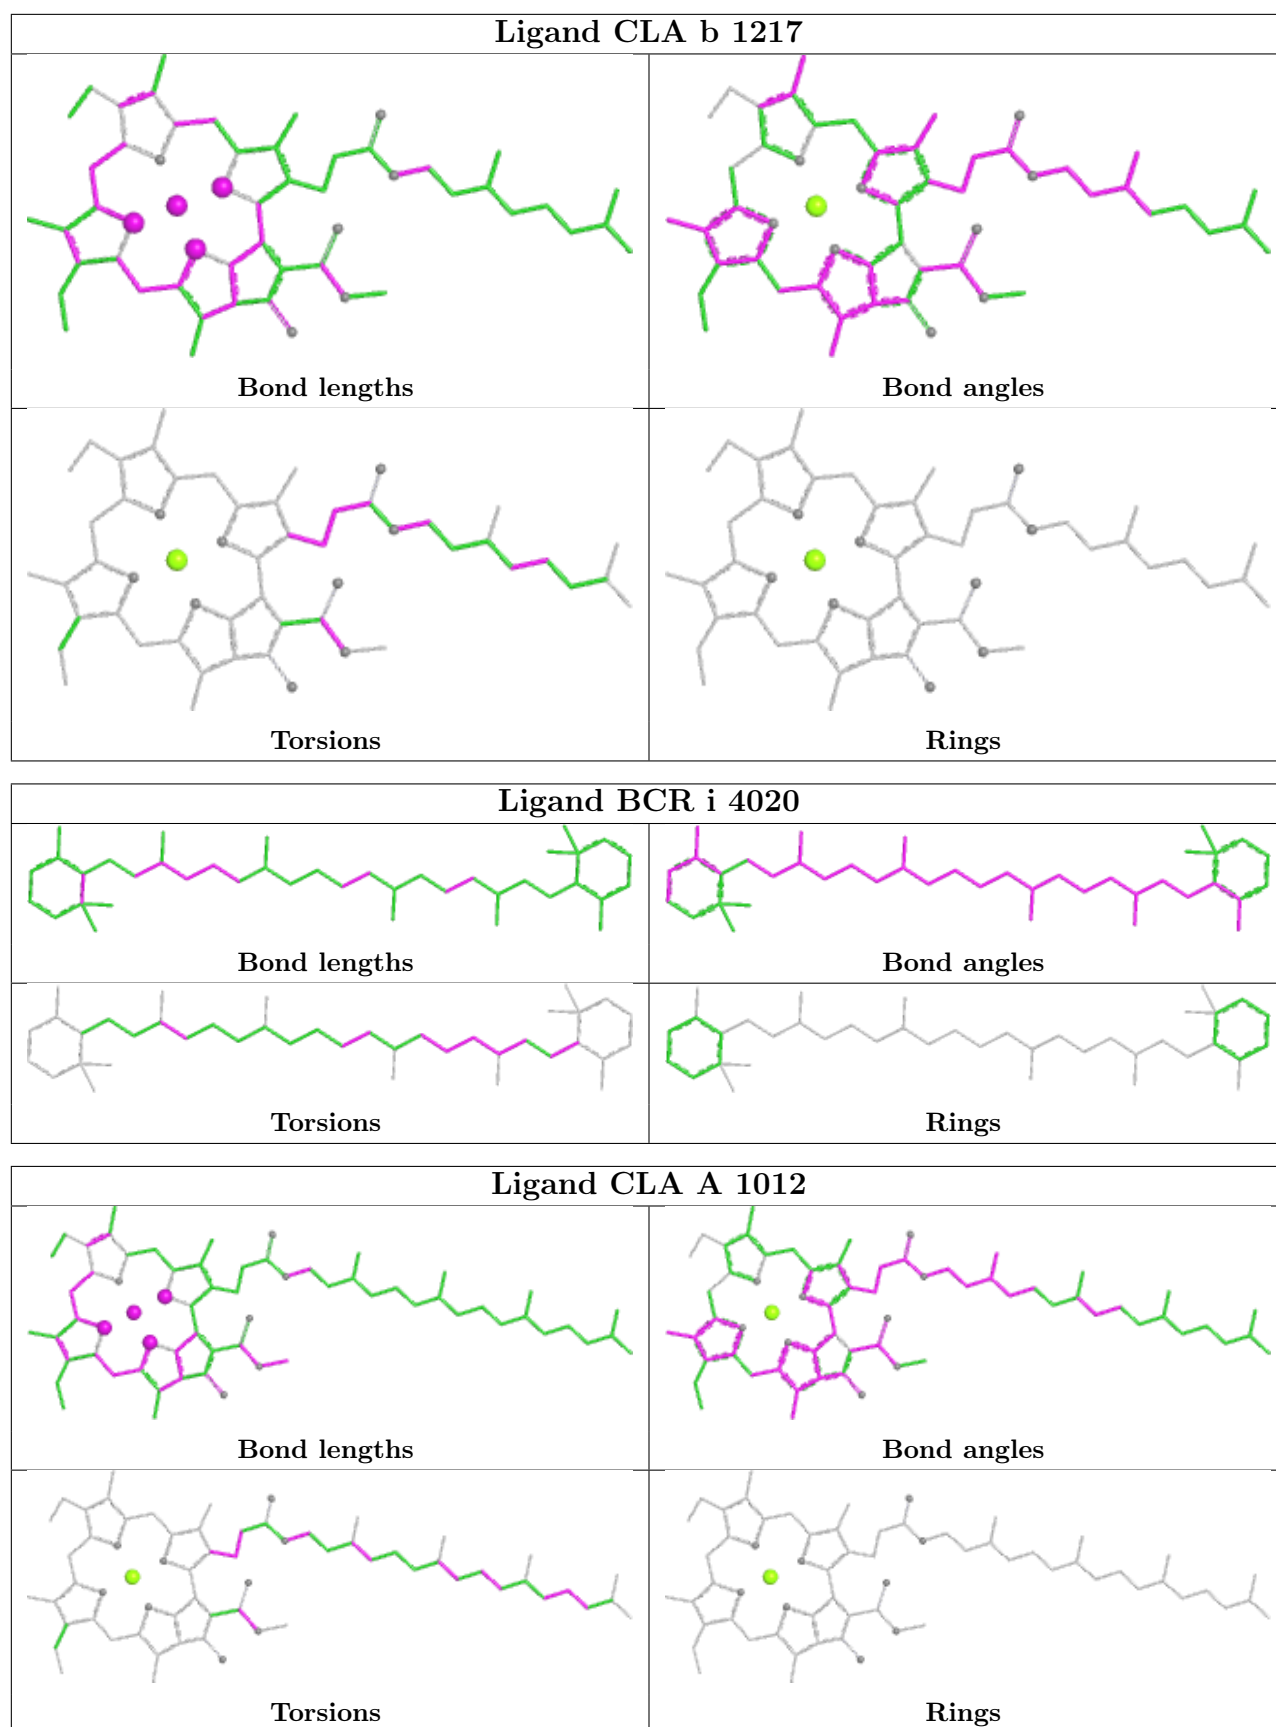 Ligand CLA b 1217
Bond lengths
Bond angles
Torsions
Rings
Ligand BCR i 4020
Bond lengths
Bond angles
Torsions
Rings
Ligand CLA A 1012
Bond lengths
Bond angles
Torsions
Rings